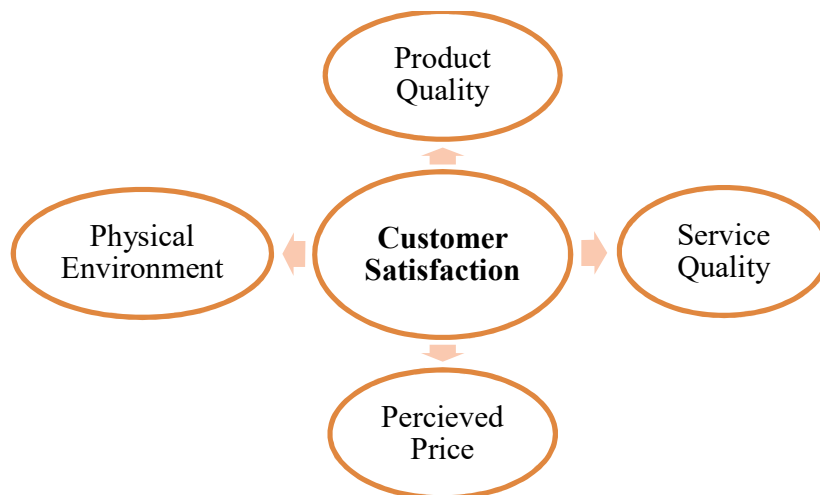 Product
Quality
Physical
Environment
Customer
Satisfaction
Service
Quality
Percieved
Price